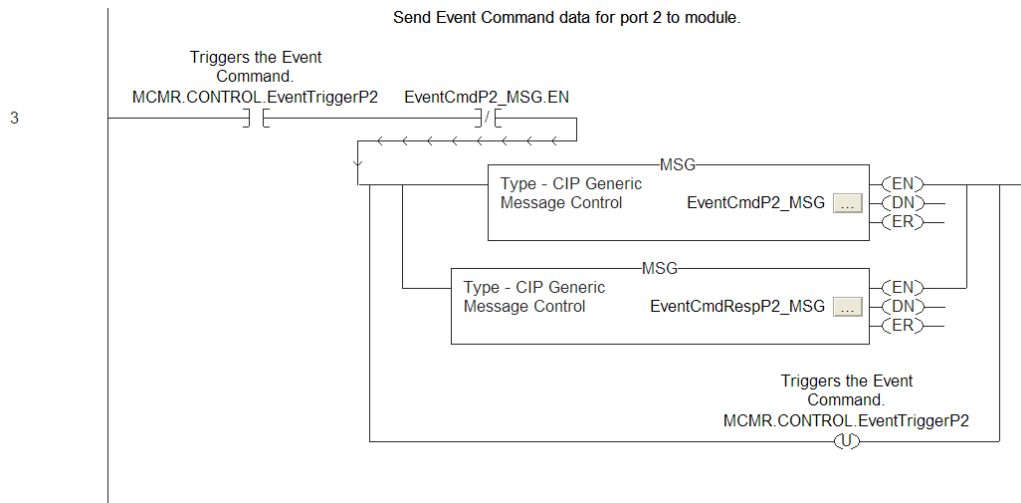 Send Event Command data for port 2 to module.
Triggers the Event
Command.
MCMR.CONTROL.EventTriggerP2 EventCmdP2_MSG.EN
3
MSG
Type - CIP Generic
Message Control EventCmdP2_MSG ...
EN
DN
ER
MSG
Type - CIP Generic
Message Control EventCmdRespP2_MSG ...
EN
DN
ER
Triggers the Event
Command.
MCMR.CONTROL.EventTriggerP2
U